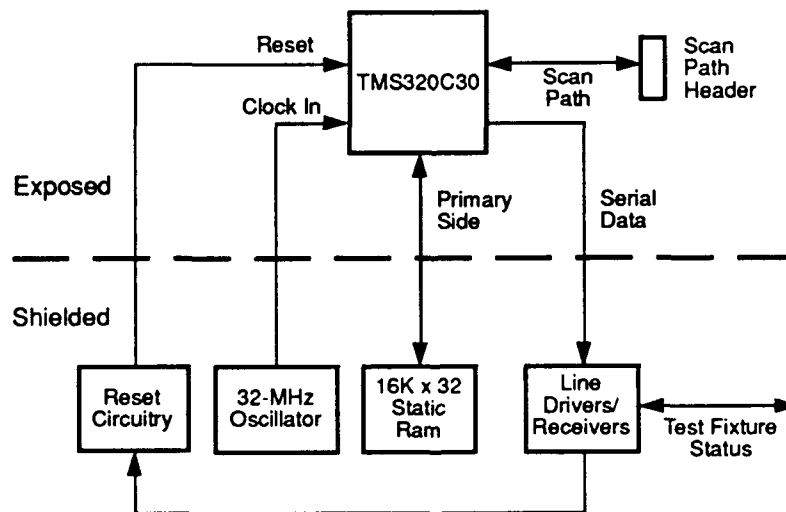 Reset
TMS320C30
Scan
Path
Scan
Path
Header
Clock In
Exposed
Primary
Side
Serial
Data
Shielded
Reset
Circuitry
32-MHz
Oscillator
16K x 32
Static
Ram
Line
Drivers/
Receivers
Test Fixture
Status